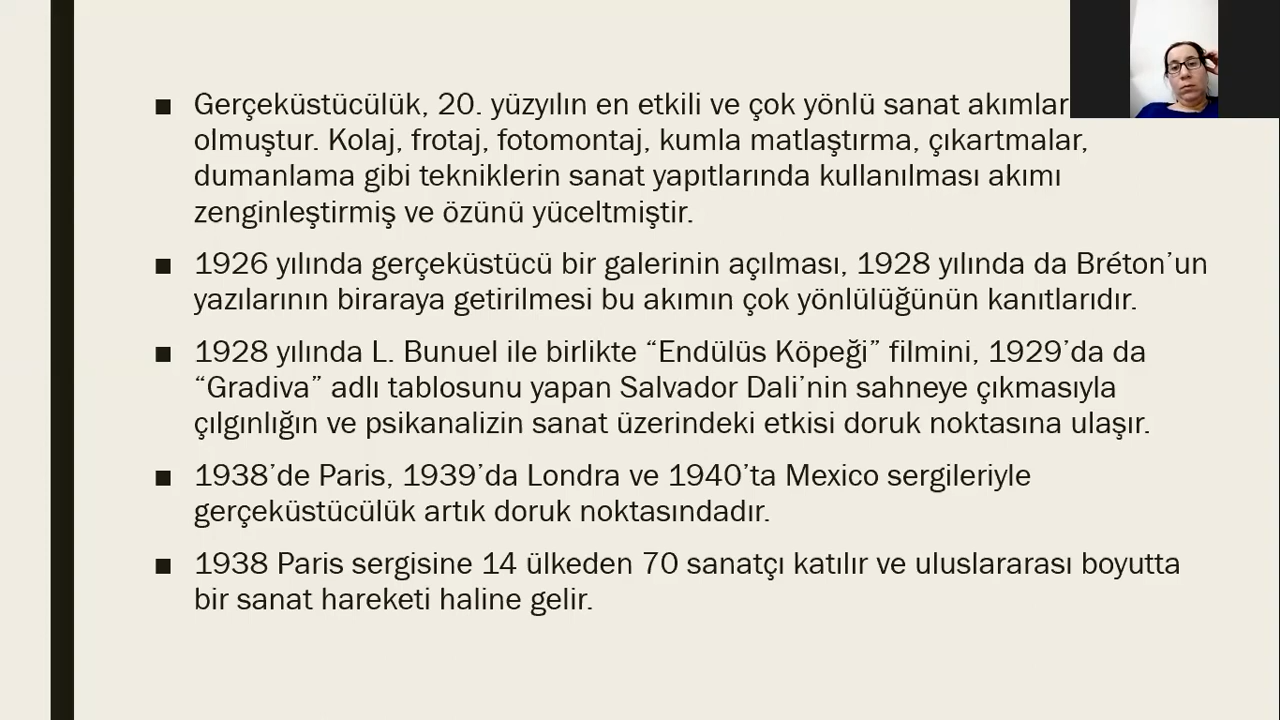 Gerçeküstücülük, 20. yüzyılın en etkili ve çok yönlü sanat
olmuştur. Kolaj, frotaj, fotomontaj, kumla matlaştırma, çıkartmalar,
dumanlama gibi tekniklerin sanat yapıtlarında kullanılması akımı
zenginleştirmiş ve özünü yüceltmiştir.
1926 yılında gerçeküstücü bir galerinin açılması, 1928 yılında da Bréton’un
yazılarının biraraya getirilmesi bu akımın çok yönlülüğünün kanıtlarıdır.
1928 yılında L. Bunuel ile birlikte “Endülüs Köpeği” filmini, 1929’da da
“Gradiva” adlı tablosunu yapan Salvador Dali’nin sahneye çıkmasıyla
çılgınlığın ve psikanalizin sanat üzerindeki etkisi doruk noktasına ulaşır.
1938’de Paris, 1939’da Londra ve 1940’ta Mexico sergileriyle
gerçeküstücülük artık doruk noktasındadır.
1938 Paris sergisine 14 ülkeden 70 sanatçı katılır ve uluslararası boyutta
bir sanat hareketi haline gelir.